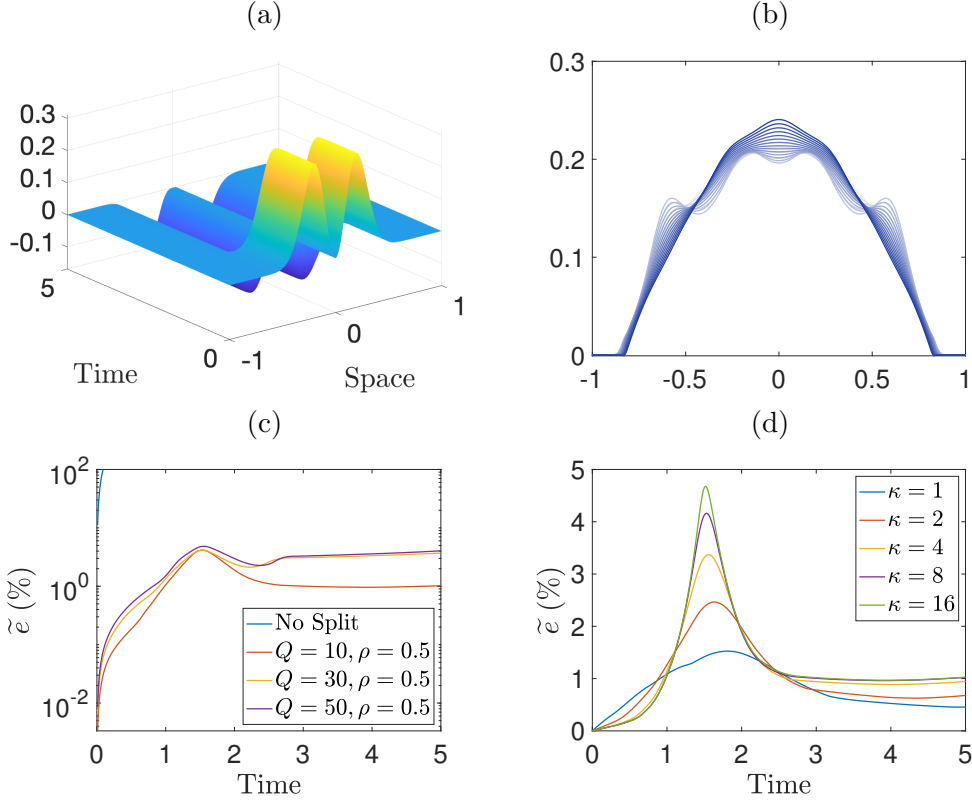 (a)
0.3
0.2
0.1
0
-0.1
5
0
-1
0
1
Time
Space
(b)
0.3
0.2
0.1
0
-1
-0.5
0
0.5
1
(c)
10^2
10^0
10^-2
ẽ (%)
0
1
2
3
4
5
Time
No Split
Q = 10, ρ = 0.5
Q = 30, ρ = 0.5
Q = 50, ρ = 0.5
(d)
5
4
3
2
1
0
ẽ (%)
0
1
2
3
4
5
Time
κ = 1
κ = 2
κ = 4
κ = 8
κ = 16